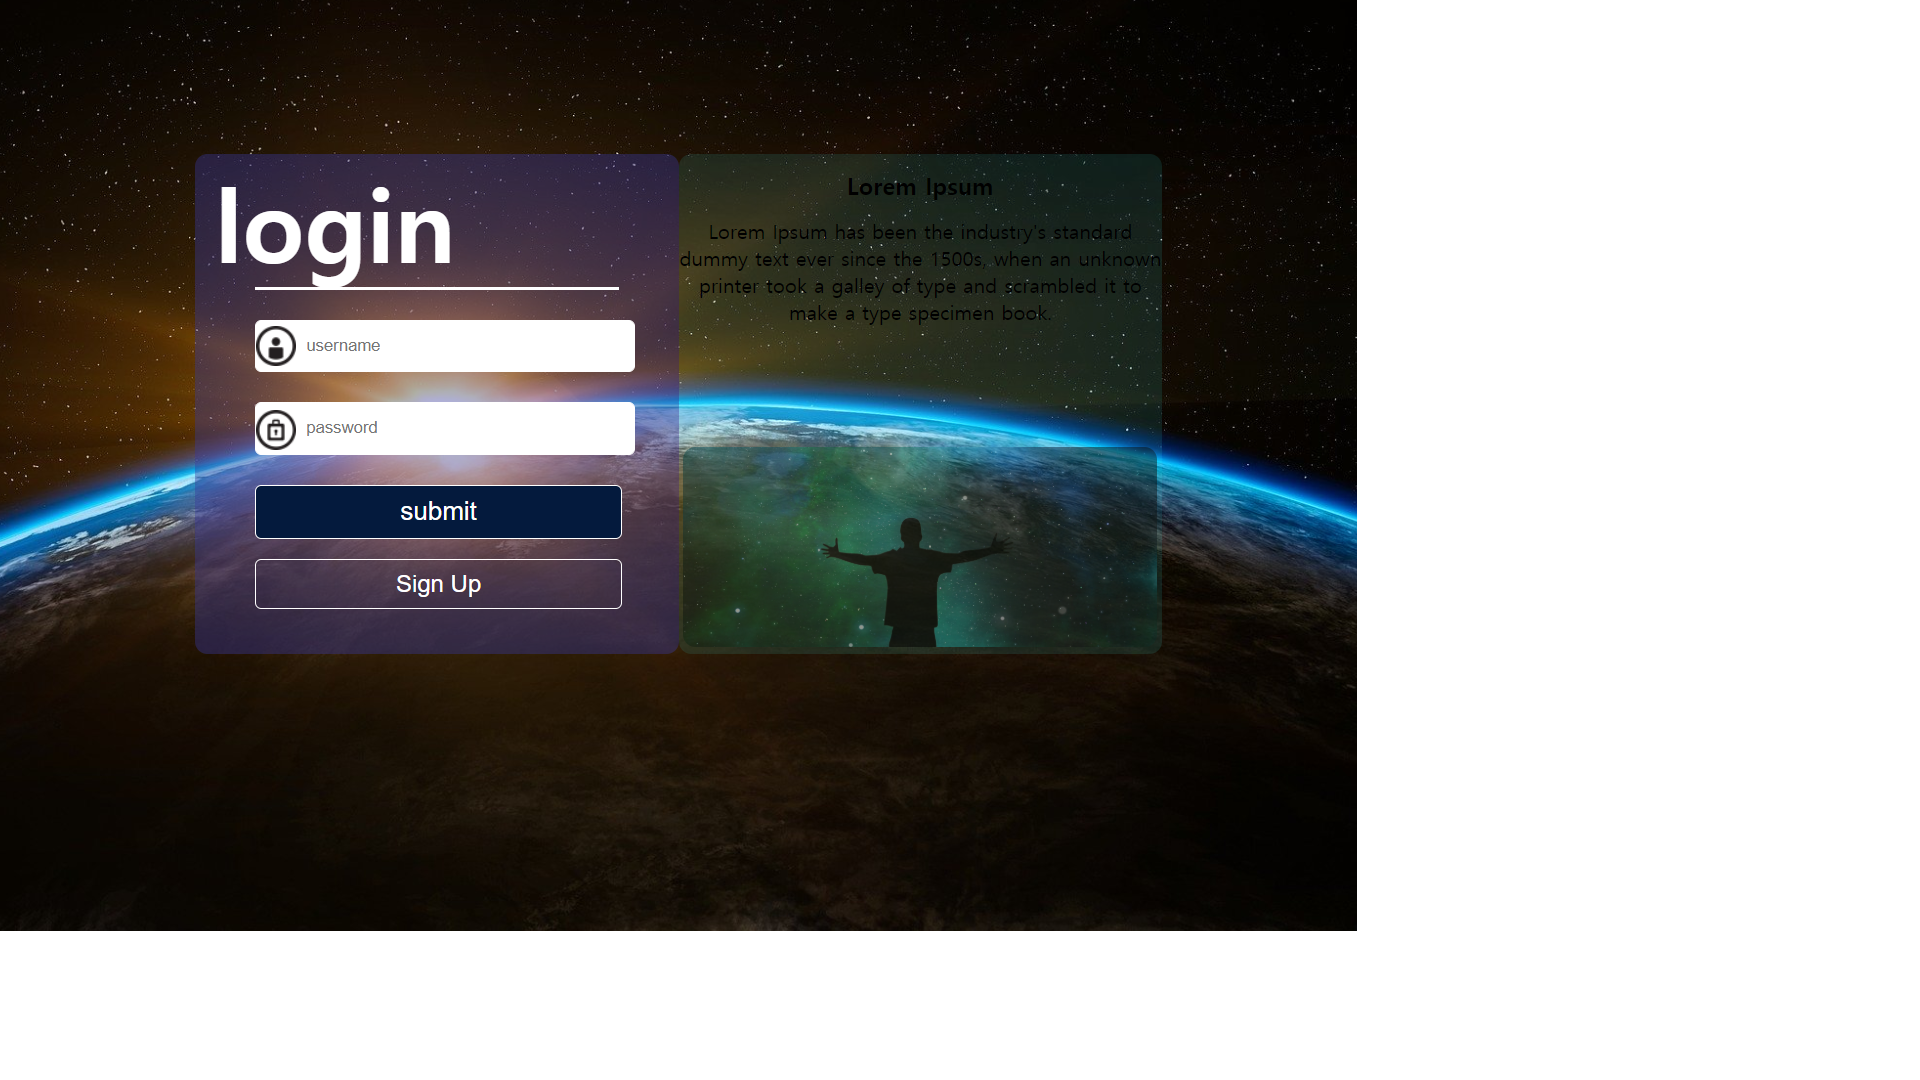 login
username
password
submit
Sign Up
Lorem Ipsum
Lorem Ipsum has been the industry's standard
dummy text ever since the 1500s, when an unknown
printer took a galley of type and scrambled it to
make a type specimen book.